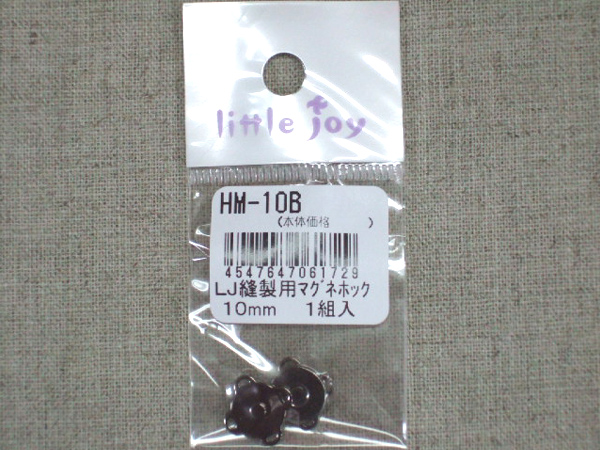 little joy
HM-10B
(本体価格 )
4547647061729
LJ縫製用マグネホック
10mm 1組入